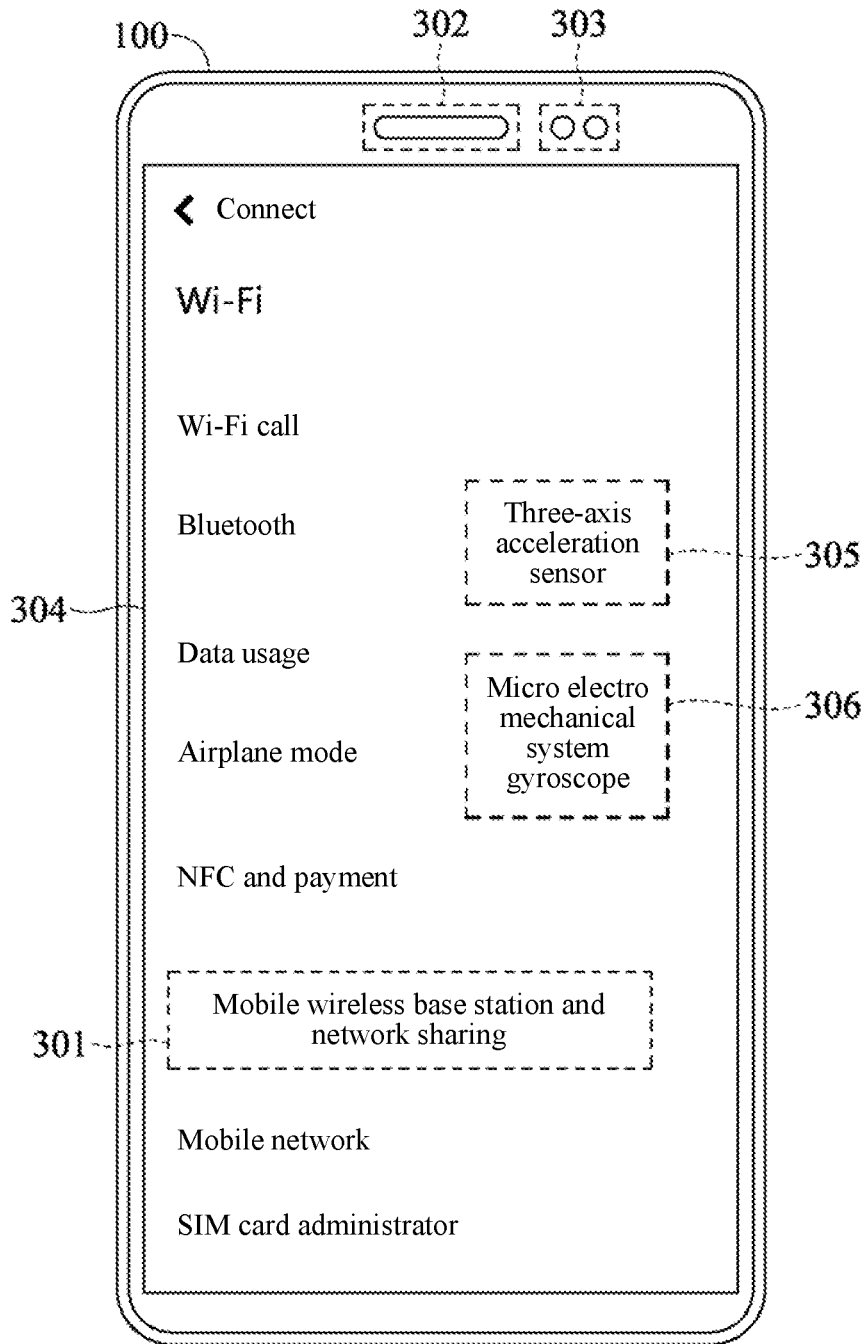 302
303
100
Connect
Wi-Fi
Wi-Fi call
Bluetooth
Three-axis
acceleration
sensor
305
304
Data usage
Micro electro
mechanical
system
gyroscope
306
Airplane mode
NFC and payment
Mobile wireless base station and
network sharing
301
Mobile network
SIM card administrator